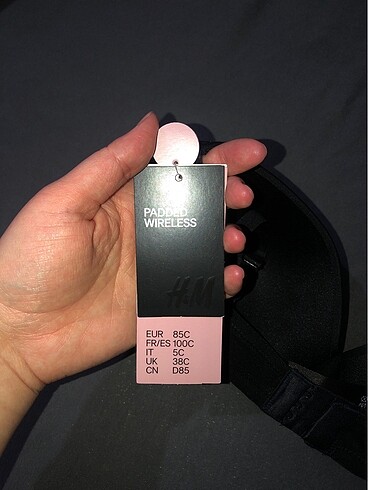 PADDED
WIRELESS
H&M
EUR 85C
FR/ES 100C
IT 5C
UK 38C
CN D85